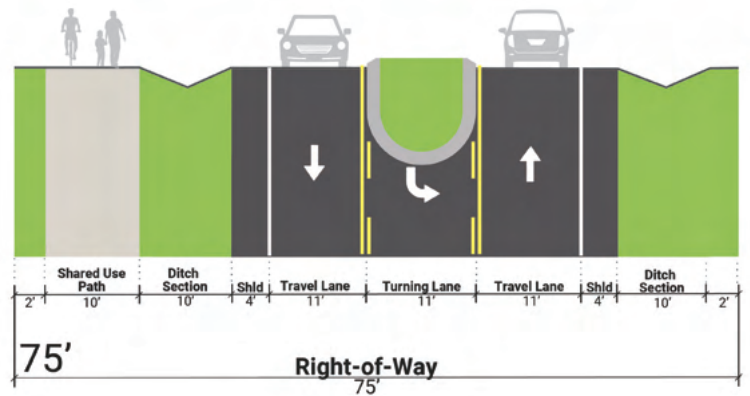 Shared Use
Path
Ditch
Section
Shld
Travel Lane
Turning Lane
Travel Lane
Shld
Ditch
Section
2'
10'
10'
4'
11'
11'
11'
4'
10'
2'
75'
Right-of-Way
75'